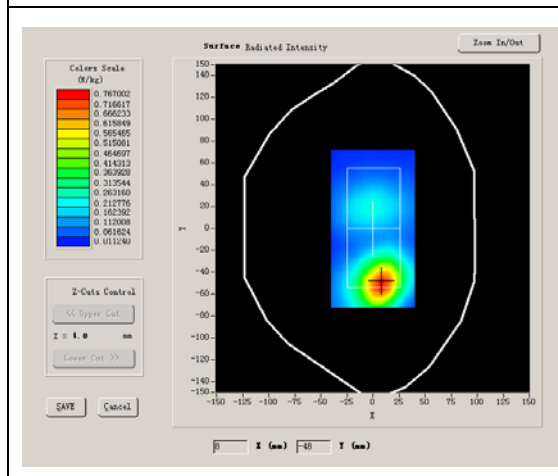 Surface Radiated Intensity
Zoom In/Out
Colors Scale
(W/kg)
0.767002
0.716617
0.666233
0.615849
0.565465
0.515081
0.464697
0.414313
0.363928
0.313544
0.263160
0.212776
0.162392
0.112008
0.061624
0.011240
150
120
100
80
60
40
20
0
-20
-40
-60
-80
-100
-120
-140
-150
Y
-150 -125 -100 -75 -50 -25 0 25 50 75 100 125 150
X
Z-Cuts Control
<< Upper Cut
Z = 4.0 mm
Lower Cut >>
SAVE
Cancel
8 X (mm) -48 Y (mm)